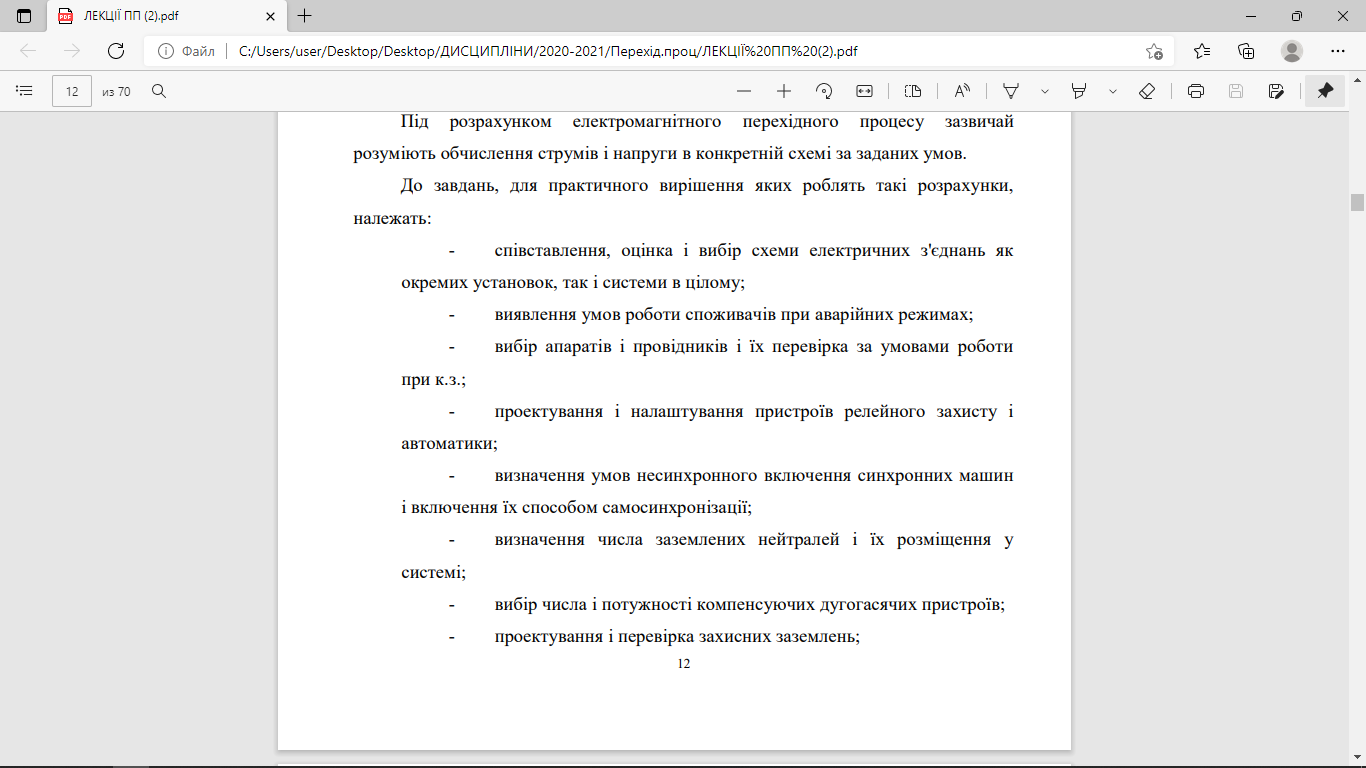 ЛЕКЦІЇ ПП (2).pdf
Файл
C:/Users/user/Desktop/Desktop/ДИСЦИПЛІНИ/2020-2021/Перехід.проц/ЛЕКЦІЇ%20ПП%20(2).pdf
12 из 70
Під розрахунком електромагнітного перехідного процесу зазвичай
розуміють обчислення струмів і напруги в конкретній схемі за заданих умов.
До завдань, для практичного вирішення яких роблять такі розрахунки,
належать:
- співставлення, оцінка і вибір схеми електричних з'єднань як
окремих установок, так і системи в цілому;
- виявлення умов роботи споживачів при аварійних режимах;
- вибір апаратів і провідників і їх перевірка за умовами роботи
при к.з.;
- проектування і налаштування пристроїв релейного захисту і
автоматики;
- визначення умов несинхронного включення синхронних машин
і включення їх способом самосинхронізації;
- визначення числа заземлених нейтралей і їх розміщення у
системі;
- вибір числа і потужності компенсуючих дугогасячих пристроїв;
- проектування і перевірка захисних заземлень;
12